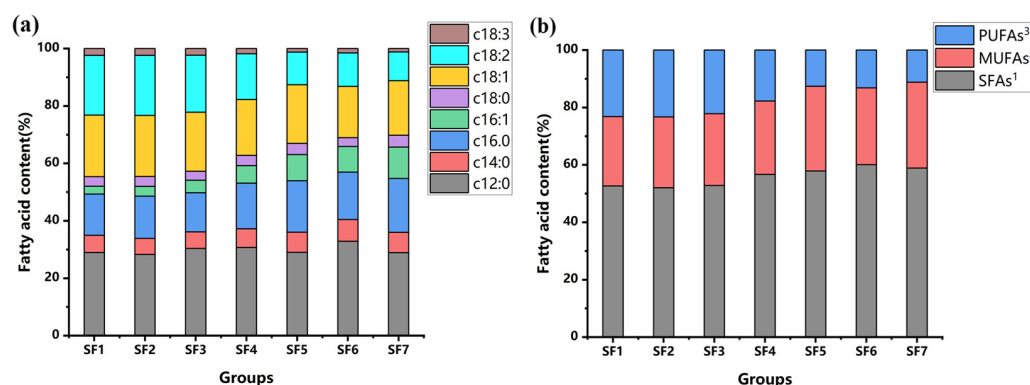 (a)
c18:3
c18:2
c18:1
c18:0
c16:1
c16.0
c14:0
c12:0
Fatty acid content(%)
100
80
60
40
20
0
SF1 SF2 SF3 SF4 SF5 SF6 SF7
Groups
(b)
PUFAs³
MUFAs
SFAs¹
Fatty acid content(%)
100
80
60
40
20
0
SF1 SF2 SF3 SF4 SF5 SF6 SF7
Groups